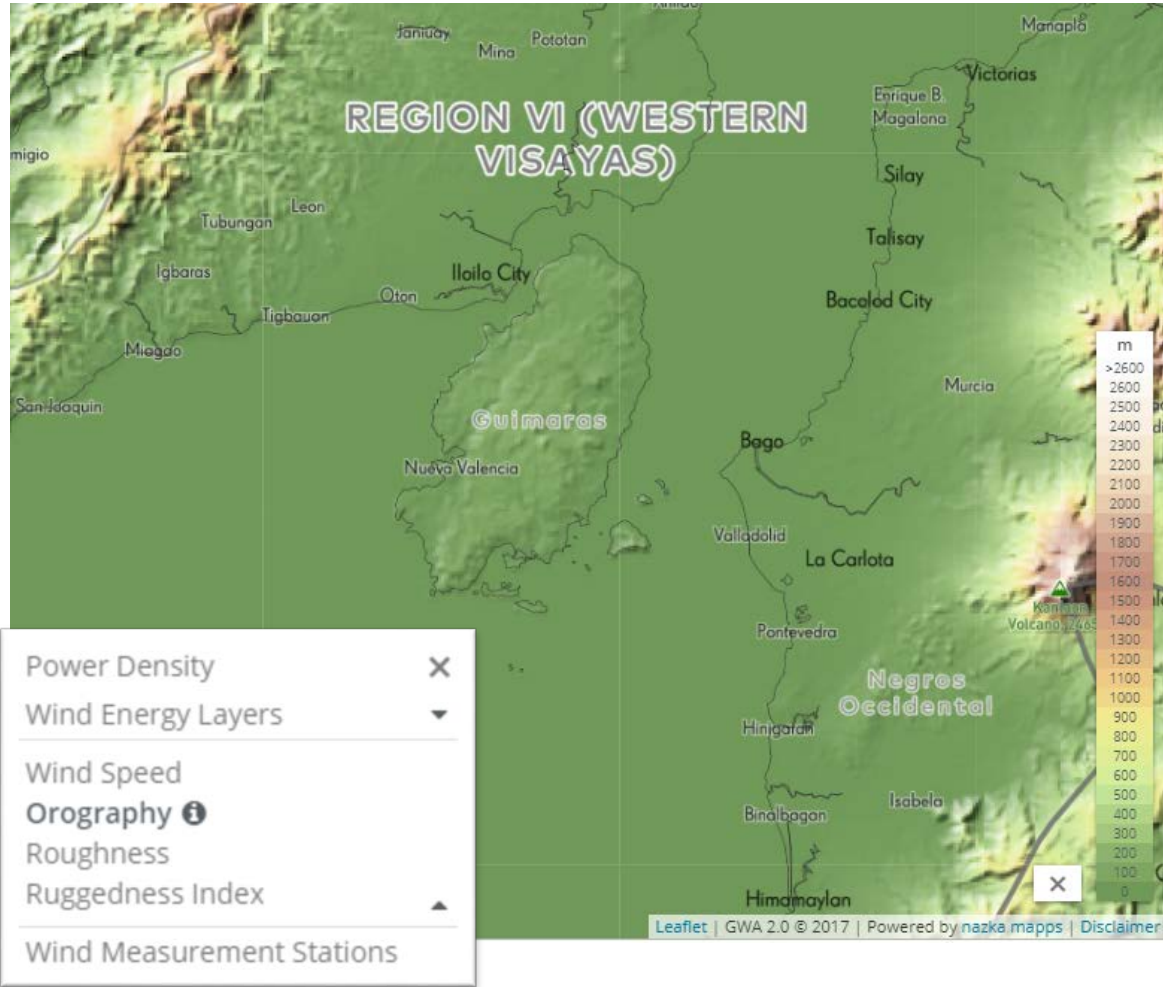 Janiuay
Mina
Pototan
Manapla
Victorias
Enrique B.
Magalona
REGION VI (WESTERN
VISAYAS)
migio
Silay
Leon
Tubungan
Talisay
Igbaras
Iloilo City
Oton
Bacolod City
Tigbauan
Miagao
San Joaquin
Murcia
Guimaras
Bago
Nueva Valencia
Valladolid
La Carlota
Volcano, 2465
Pontevedra
Negros
Occidental
Hinigaran
Isabela
Binalbagan
Himamaylan
m
>2600
2600
2500
2400
2300
2200
2100
2000
1900
1800
1700
1600
1500
1400
1300
1200
1100
1000
900
800
700
600
500
400
300
200
100
0
Power Density
Wind Energy Layers
Wind Speed
Orography
Roughness
Ruggedness Index
Wind Measurement Stations
Leaflet | GWA 2.0 © 2017 | Powered by nazka mapps | Disclaimer